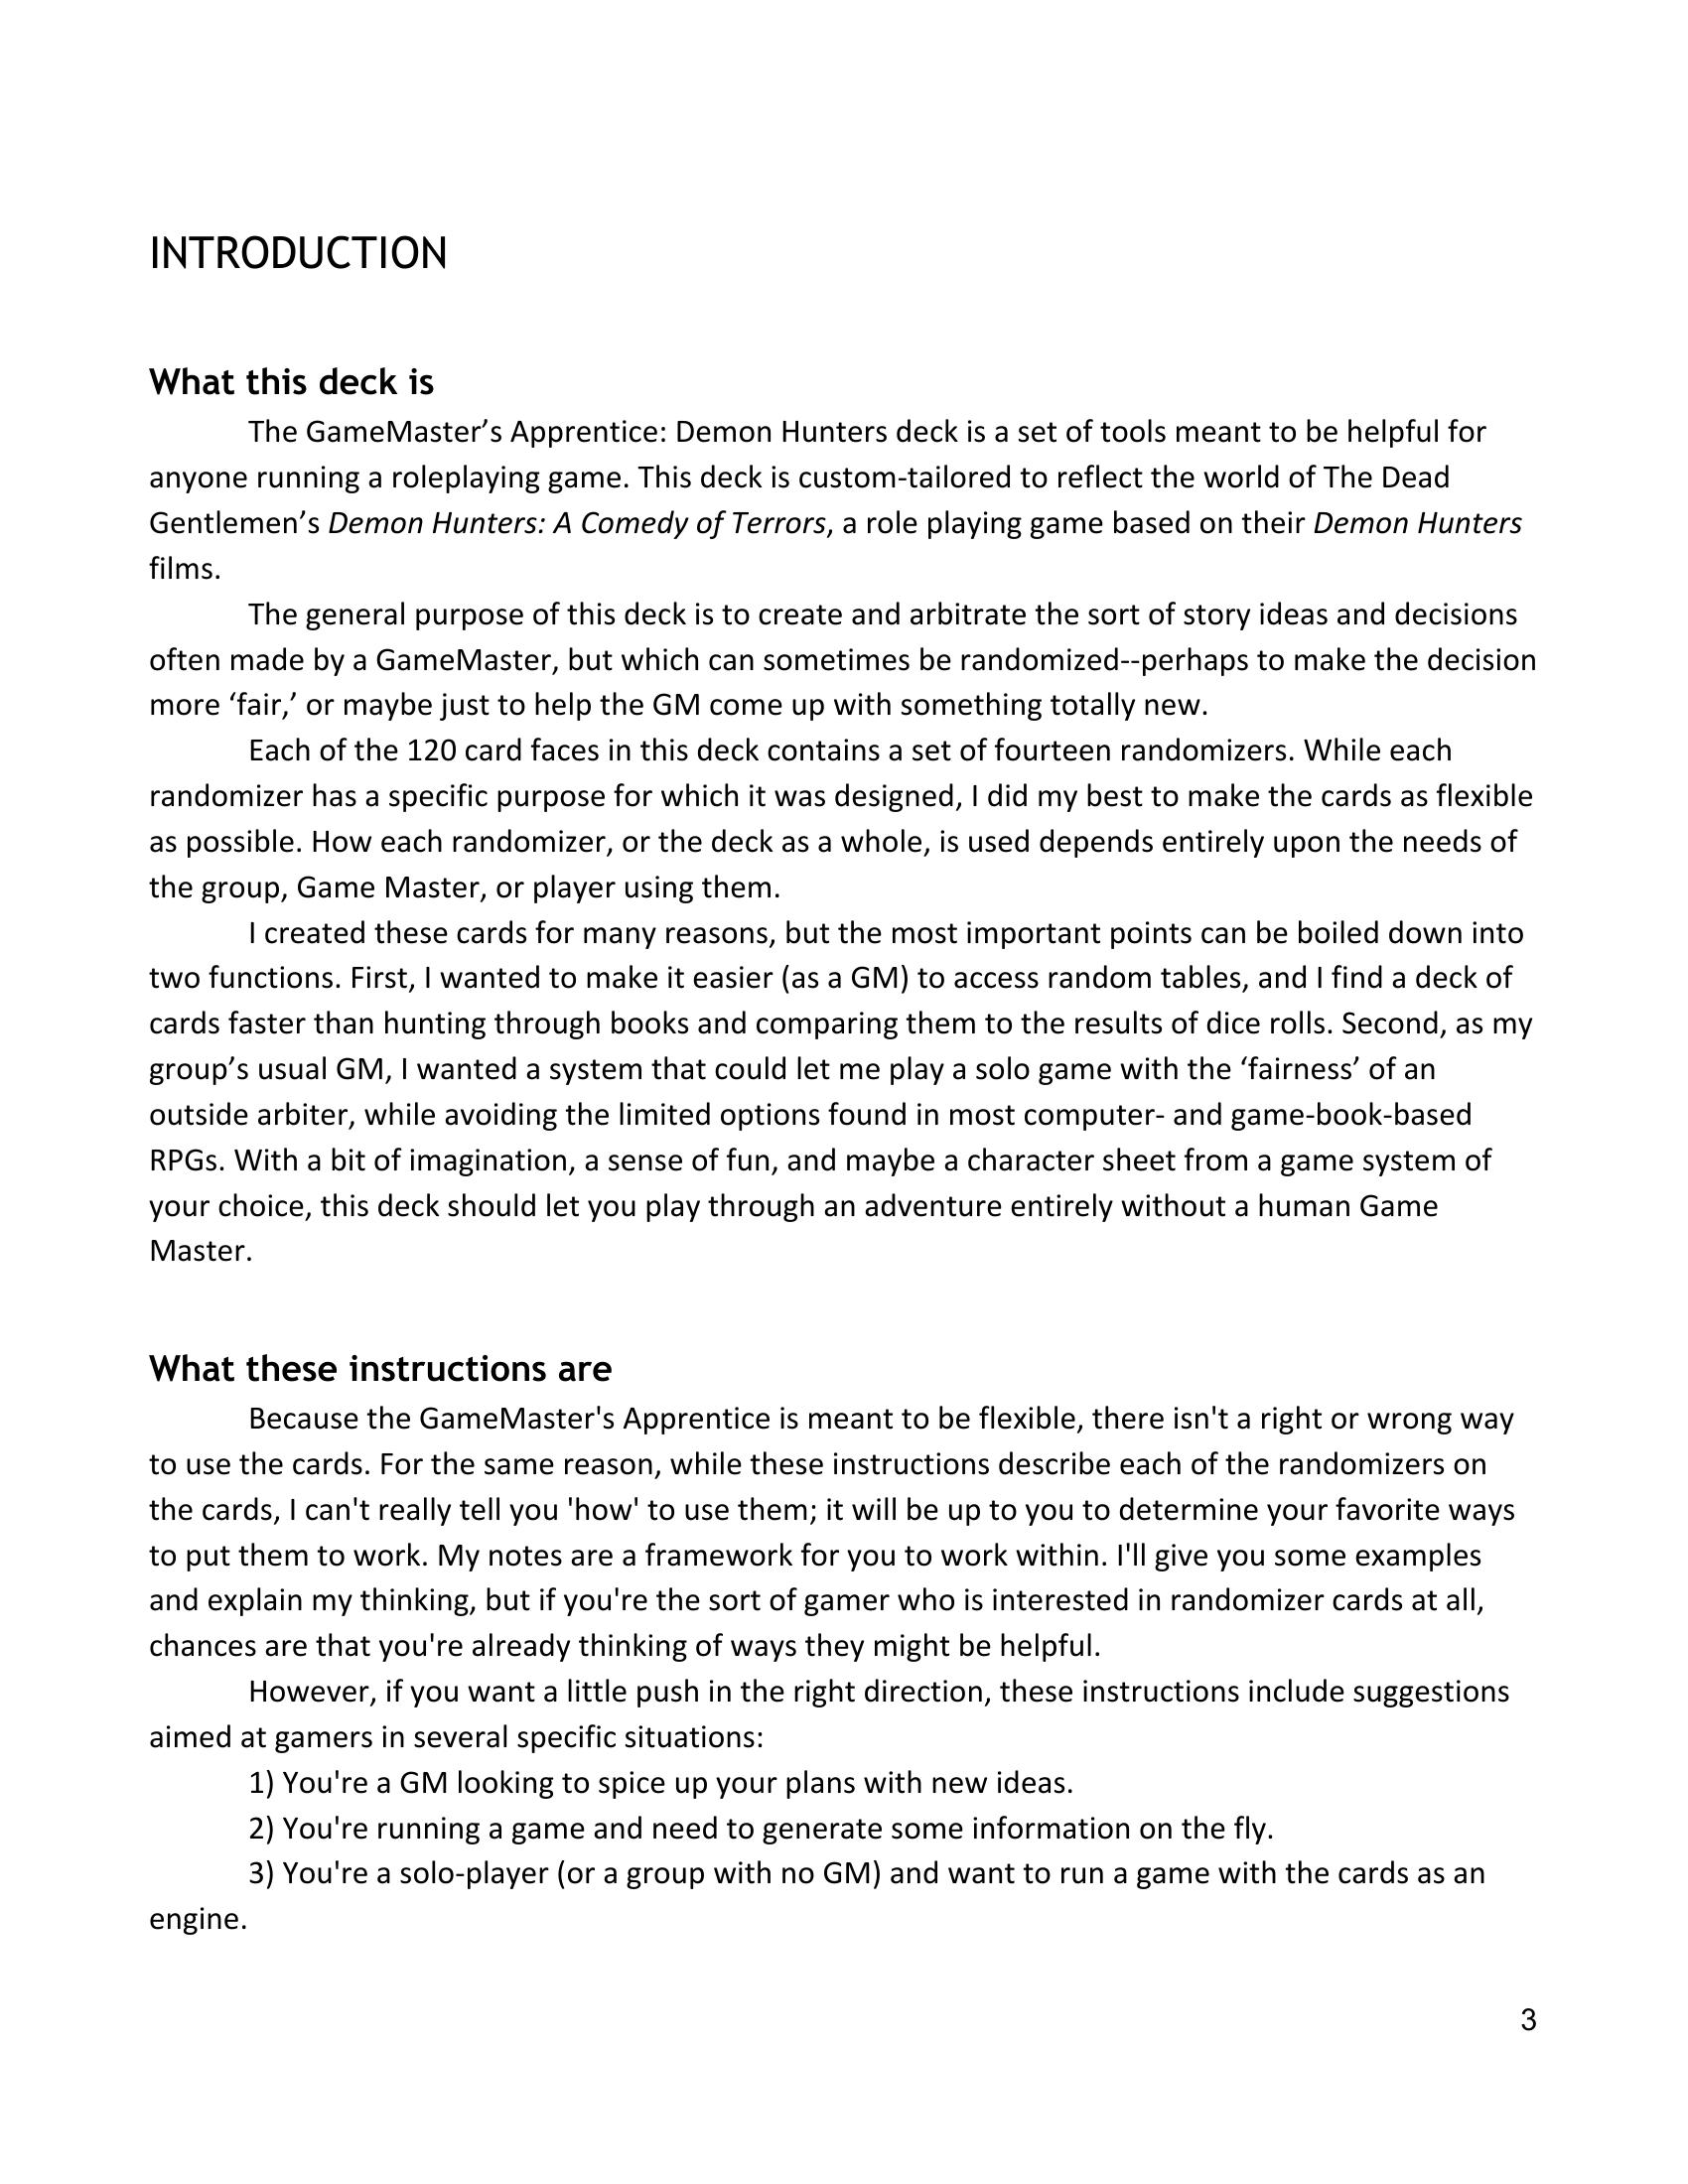 INTRODUCTION
What this deck is
The GameMaster’s Apprentice: Demon Hunters deck is a set of tools meant to be helpful for
anyone running a roleplaying game. This deck is custom-tailored to reflect the world of The Dead
Gentlemen’s Demon Hunters: A Comedy of Terrors, a role playing game based on their Demon Hunters
films.
The general purpose of this deck is to create and arbitrate the sort of story ideas and decisions
often made by a GameMaster, but which can sometimes be randomized--perhaps to make the decision
more ‘fair,’ or maybe just to help the GM come up with something totally new.
Each of the 120 card faces in this deck contains a set of fourteen randomizers. While each
randomizer has a specific purpose for which it was designed, I did my best to make the cards as flexible
as possible. How each randomizer, or the deck as a whole, is used depends entirely upon the needs of
the group, Game Master, or player using them.
I created these cards for many reasons, but the most important points can be boiled down into
two functions. First, I wanted to make it easier (as a GM) to access random tables, and I find a deck of
cards faster than hunting through books and comparing them to the results of dice rolls. Second, as my
group’s usual GM, I wanted a system that could let me play a solo game with the ‘fairness’ of an
outside arbiter, while avoiding the limited options found in most computer- and game-book-based
RPGs. With a bit of imagination, a sense of fun, and maybe a character sheet from a game system of
your choice, this deck should let you play through an adventure entirely without a human Game
Master.
What these instructions are
Because the GameMaster's Apprentice is meant to be flexible, there isn't a right or wrong way
to use the cards. For the same reason, while these instructions describe each of the randomizers on
the cards, I can't really tell you 'how' to use them; it will be up to you to determine your favorite ways
to put them to work. My notes are a framework for you to work within. I'll give you some examples
and explain my thinking, but if you're the sort of gamer who is interested in randomizer cards at all,
chances are that you're already thinking of ways they might be helpful.
However, if you want a little push in the right direction, these instructions include suggestions
aimed at gamers in several specific situations:
1) You're a GM looking to spice up your plans with new ideas.
2) You're running a game and need to generate some information on the fly.
3) You're a solo-player (or a group with no GM) and want to run a game with the cards as an
engine.
3